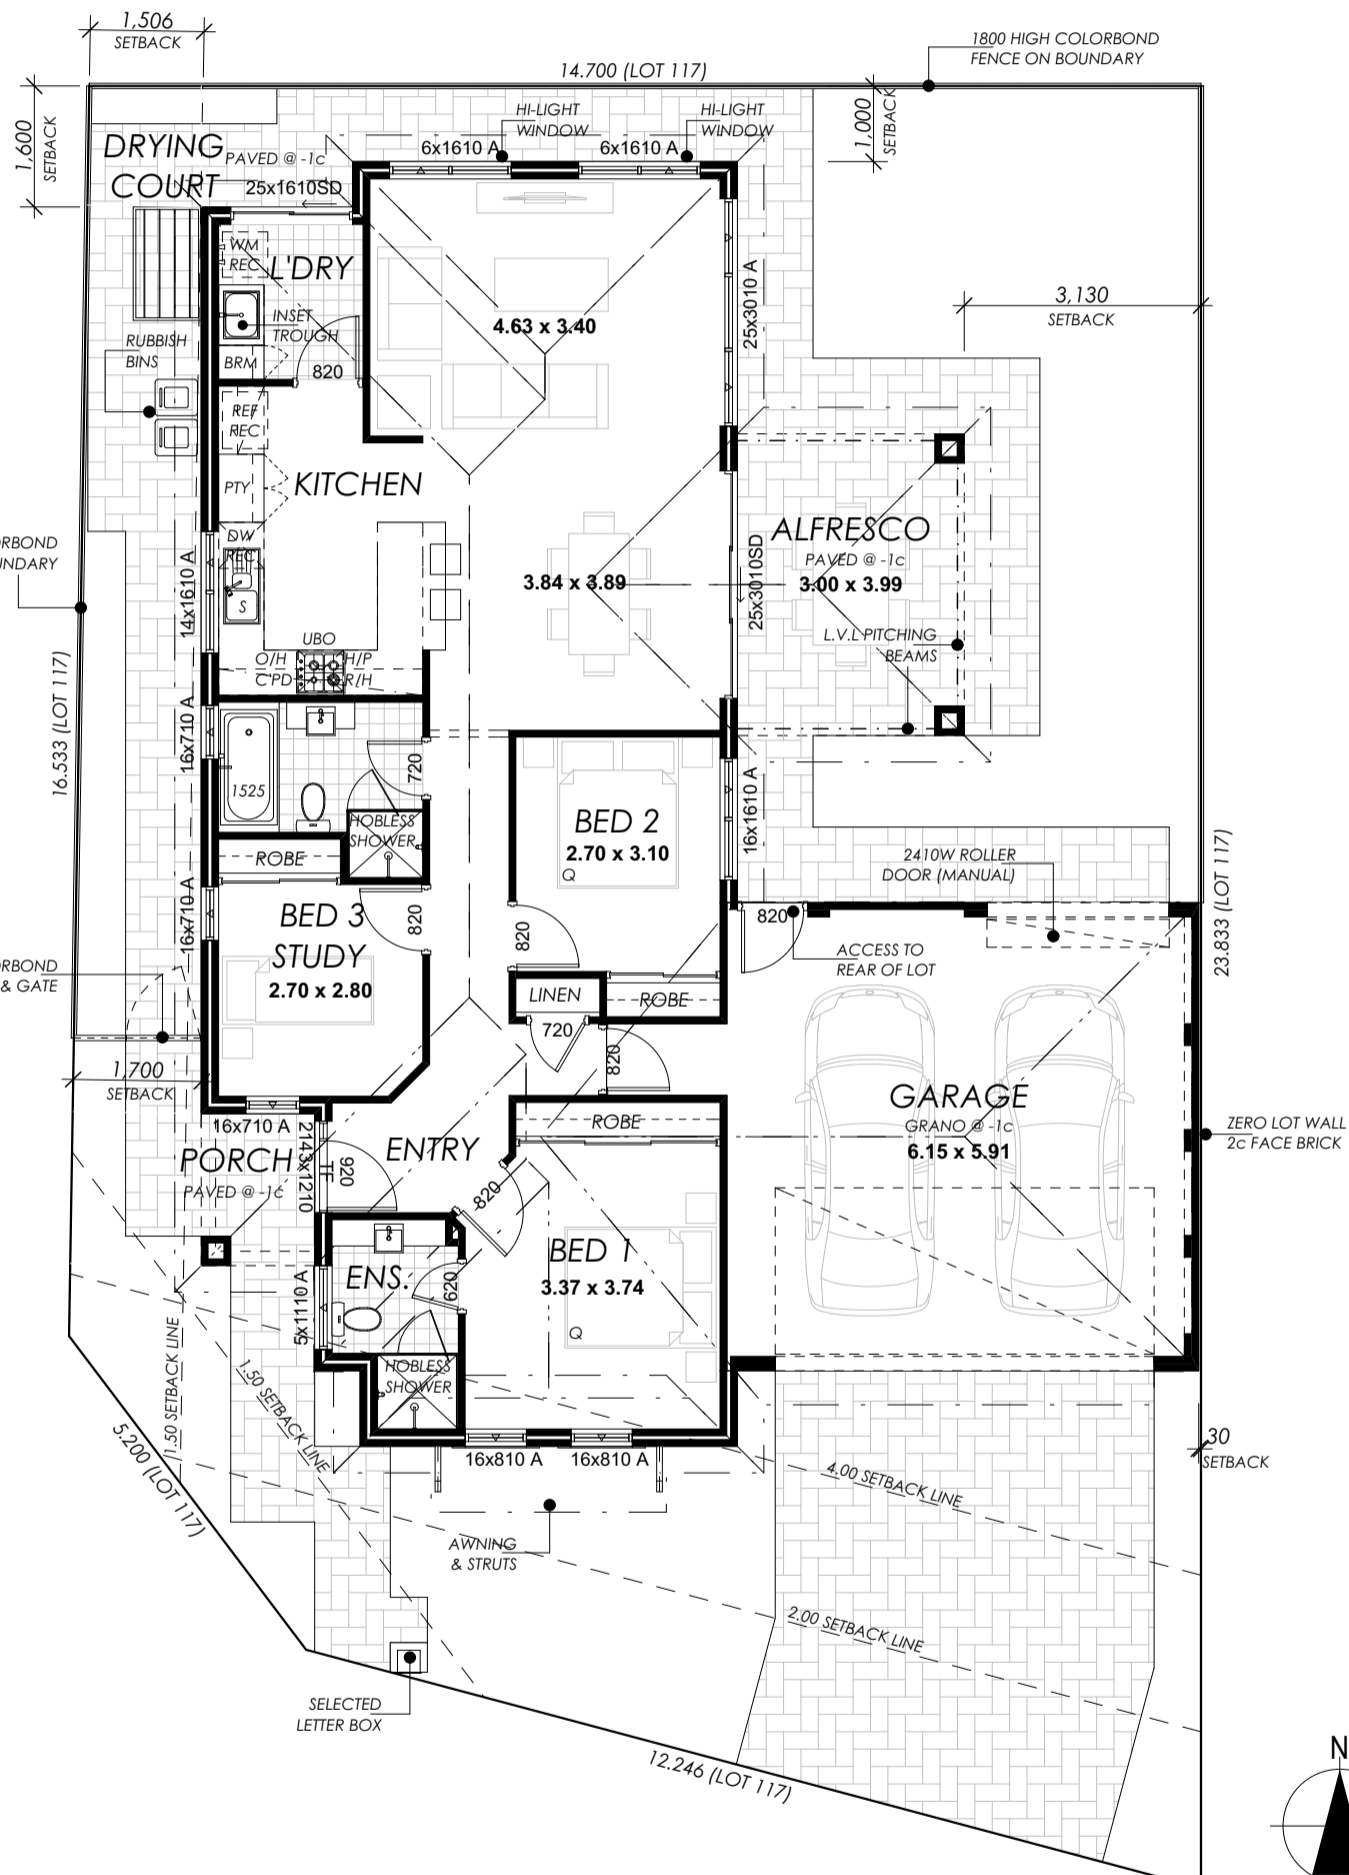 1,506
SETBACK
1800 HIGH COLORBOND
FENCE ON BOUNDARY
14.700 (LOT 117)
1,600
SETBACK
1,000
SETBACK
HI-LIGHT
WINDOW
HI-LIGHT
WINDOW
6x1610 A
6x1610 A
DRYING
COURT
PAVED @ -1c
25x1610SD
WM
REC
L'DRY
INSET
TROUGH
BRM
820
RUBBISH
BINS
4.63 x 3.40
25x3010 A
3,130
SETBACK
REF
REC
PTY
KITCHEN
DW
REC
S
14x1610 A
ORBOND
UNDARY
3.84 x 3.89
25x3010SD
ALFRESCO
PAVED @ -1c
3.00 x 3.99
L.V.L PITCHING
BEAMS
UBO
O/H
C'PD
H/P
R/H
16.533 (LOT 117)
16x710 A
1525
720
HOBLESS
SHOWER
ROBE
BED 2
2.70 x 3.10
Q
16x1610 A
2410W ROLLER
DOOR (MANUAL)
23.833 (LOT 117)
16x710 A
BED 3
STUDY
2.70 x 2.80
820
820
820
ACCESS TO
REAR OF LOT
ORBOND
& GATE
LINEN
ROBE
720
820
1,700
SETBACK
16x710 A
PORCH
PAVED @ -1c
2143x1210
TF
920
ENTRY
ROBE
GARAGE
GRANO @ -1c
6.15 x 5.91
ZERO LOT WALL
2c FACE BRICK
820
BED 1
3.37 x 3.74
Q
ENS.
620
5x1110 A
HOBLESS
SHOWER
1.50 SETBACK LINE
1.50 SETBACK LINE
5.200 (LOT 117)
16x810 A
16x810 A
30
SETBACK
4.00 SETBACK LINE
AWNING
& STRUTS
2.00 SETBACK LINE
SELECTED
LETTER BOX
12.246 (LOT 117)
N